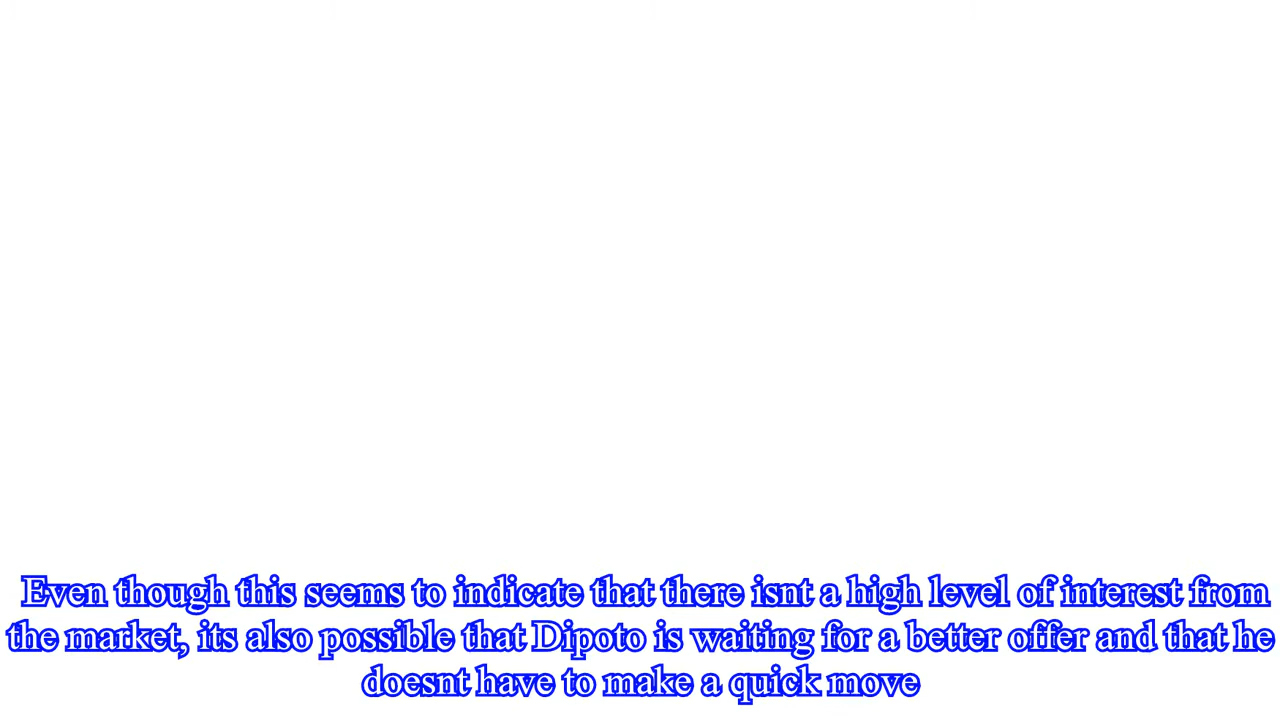 Even though this seems to indicate that there isnt a high level of interest from
the market, its also possible that Dipoto is waiting for a better offer and that he
doesnt have to make a quick move